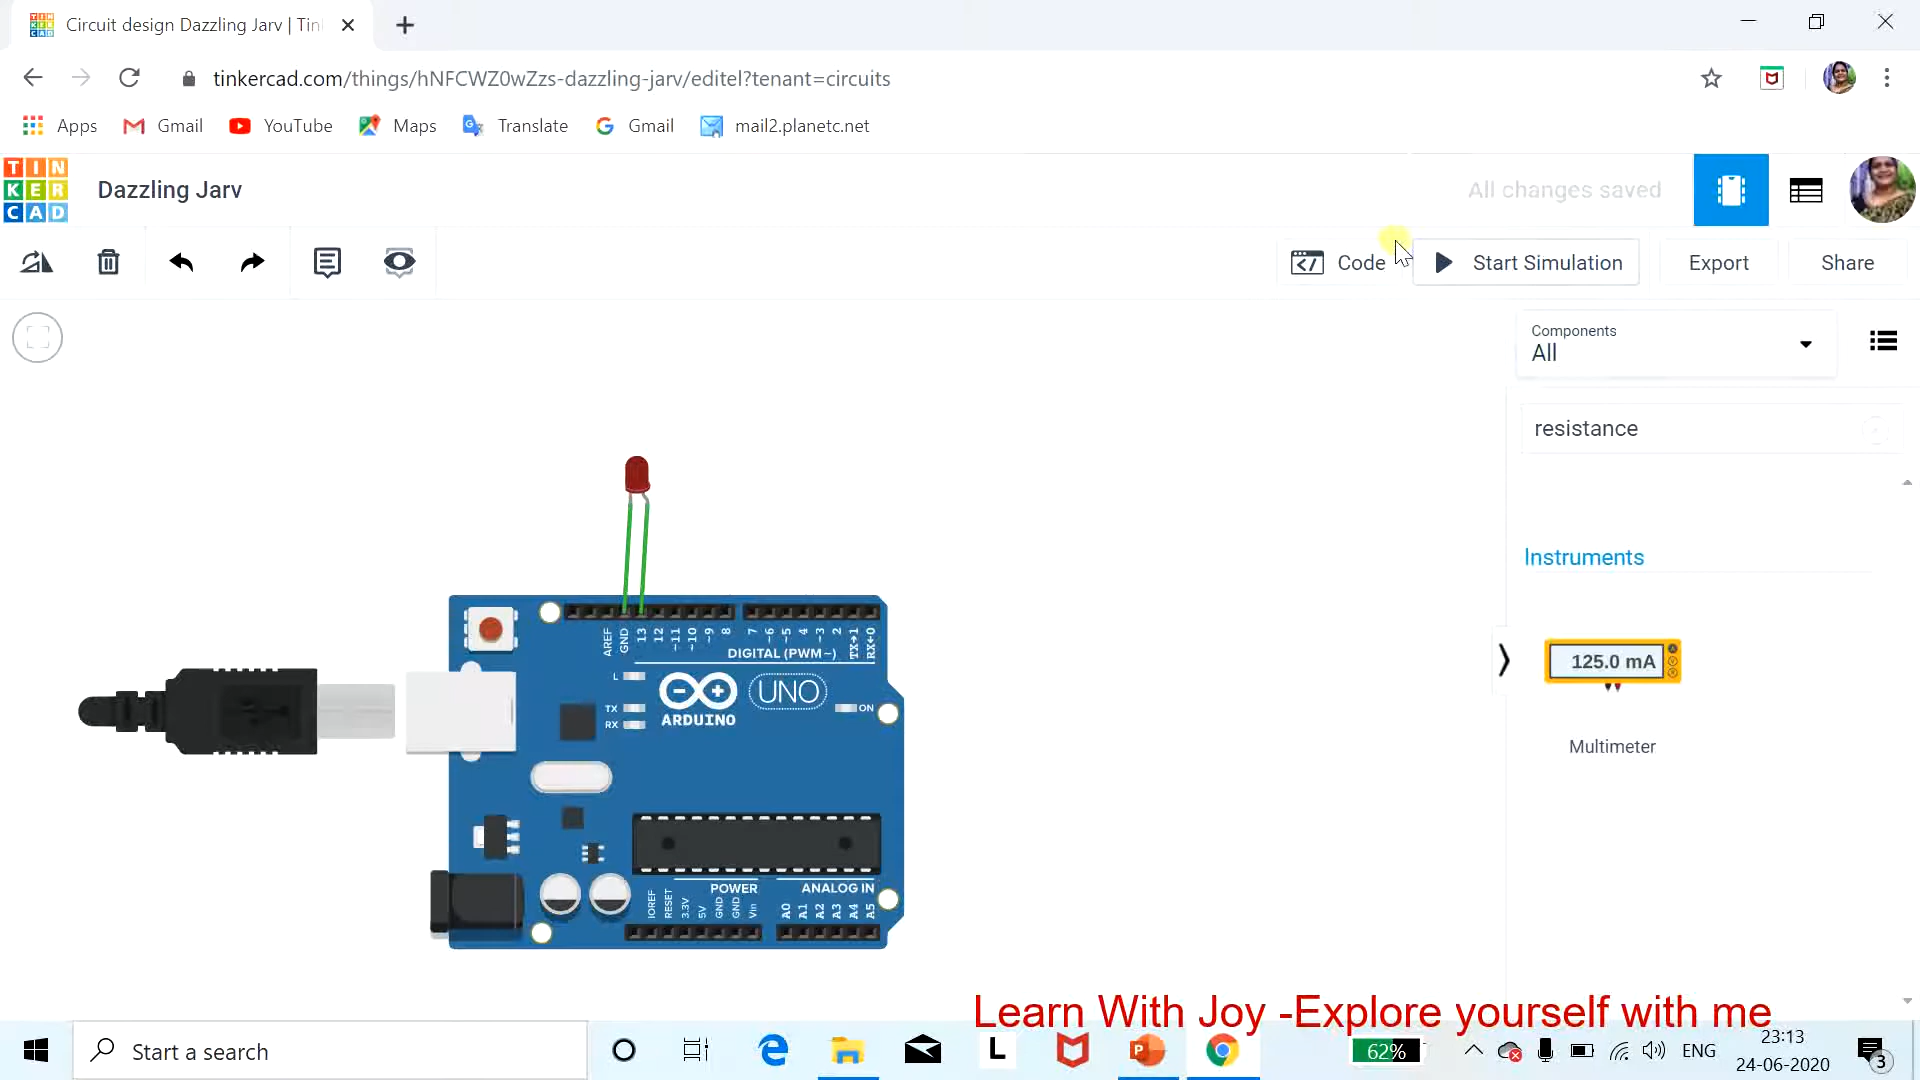 Circuit design Dazzling Jarv | Tin
tinkercad.com/things/hNFCWZ0wZzs-dazzling-jarv/editel?tenant=circuits
Apps
Gmail
YouTube
Maps
Translate
Gmail
mail2.planetc.net
TIN
KER
CAD
Dazzling Jarv
All changes saved
Code
Start Simulation
Export
Share
Components
All
resistance
Instruments
125.0 mA
Multimeter
AREF
GND
13
12
~11
~10
~9
8
7
~6
~5
4
~3
2
TX→1
RX←0
DIGITAL (PWM~)
L
TX
RX
ARDUINO
UNO
ON
POWER
ANALOG IN
IOREF
RESET
3.3V
5V
GND
GND
Vin
A0
A1
A2
A3
A4
A5
Learn With Joy -Explore yourself with me
Start a search
L
62%
ENG
23:13
24-06-2020
3